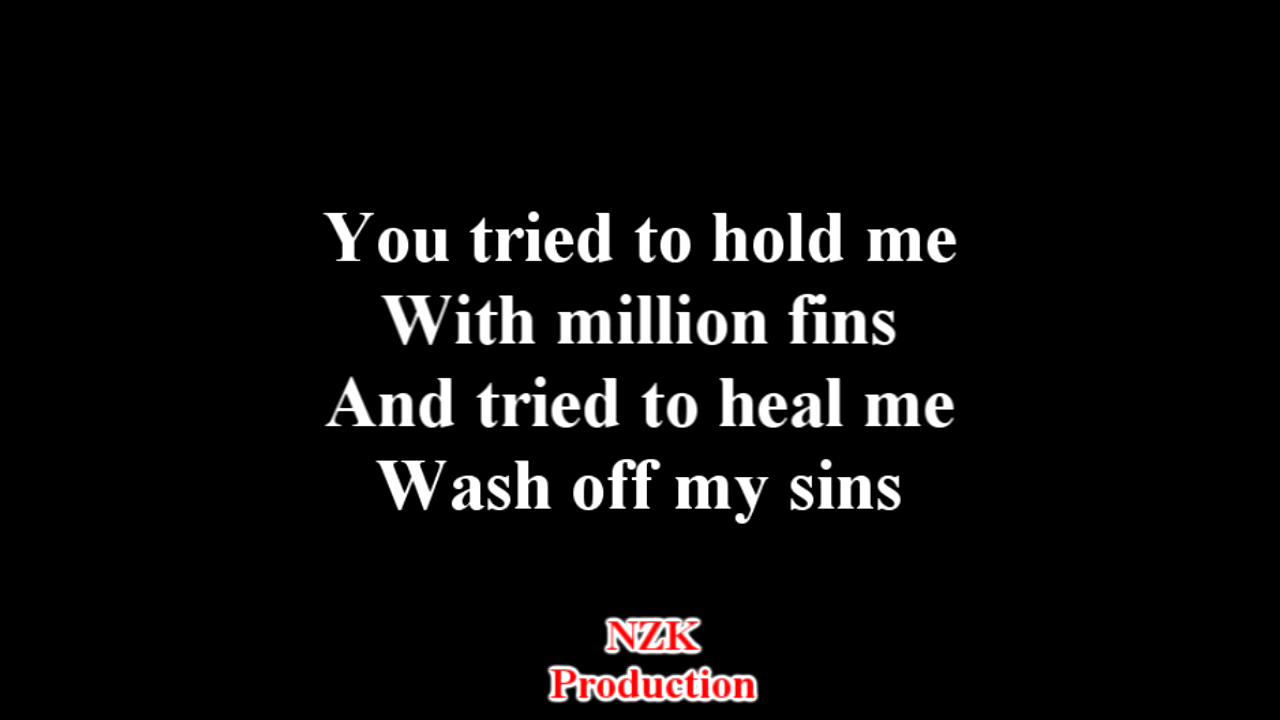 You tried to hold me
With million fins
And tried to heal me
Wash off my sins
NZK
Production